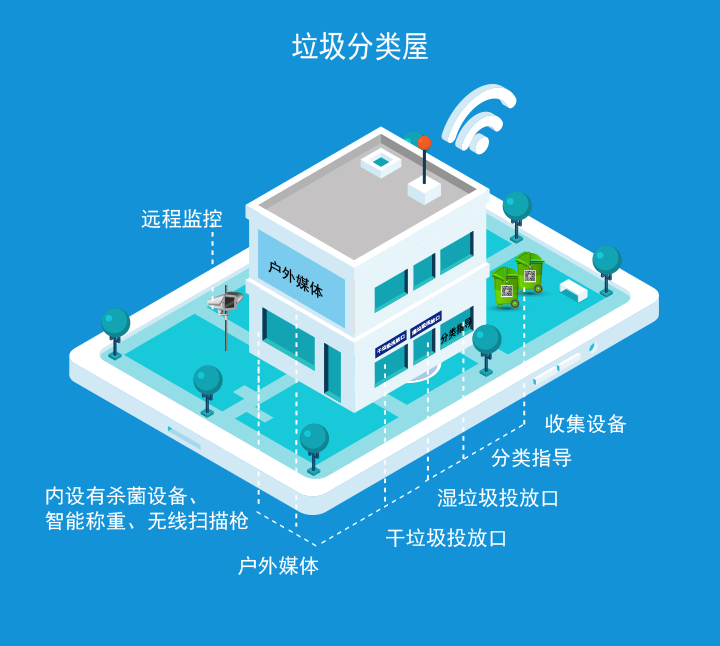 垃圾分类屋
远程监控
户外媒体
干垃圾投放口
湿垃圾投放口
分类指导
收集设备
分类指导
内设有杀菌设备、
智能称重、无线扫描枪
湿垃圾投放口
干垃圾投放口
户外媒体